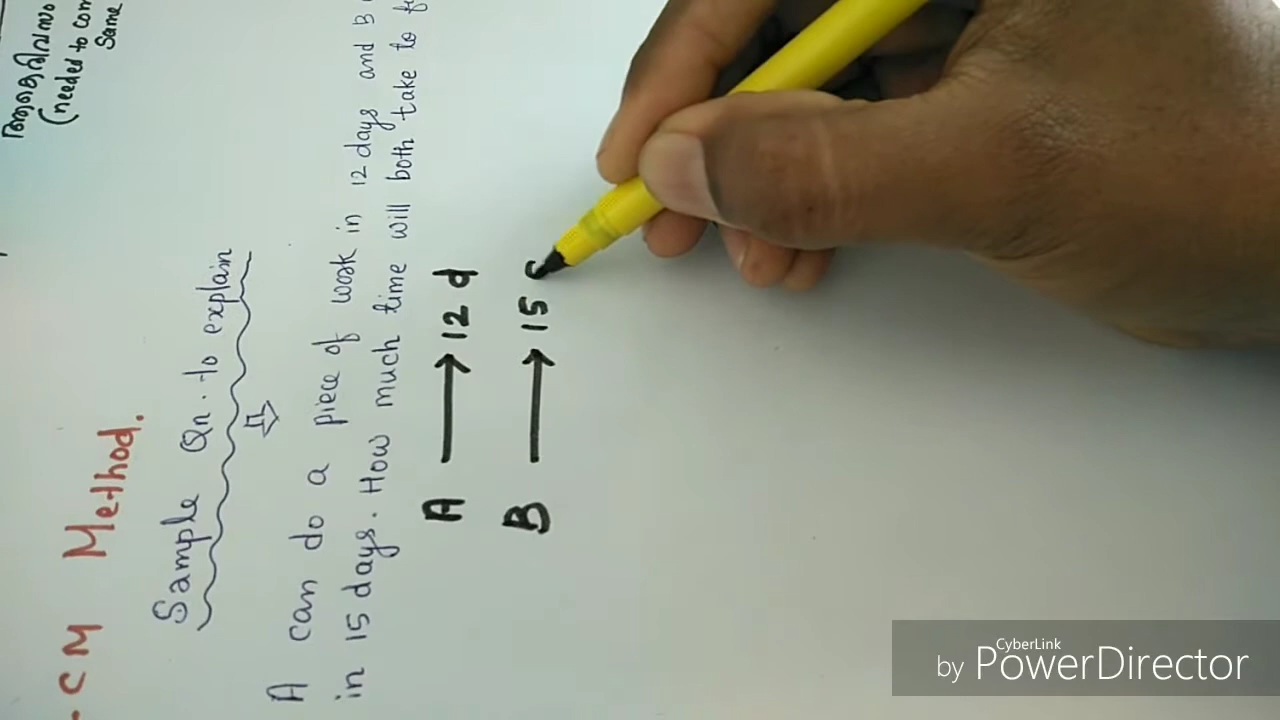 (needed to com
Same
CM Method.
Sample Qn. to explain
A can do a piece of work in 12 days and B
in 15 days. How much time will both take to
A → 12 d
B → 15
by CyberLink PowerDirector